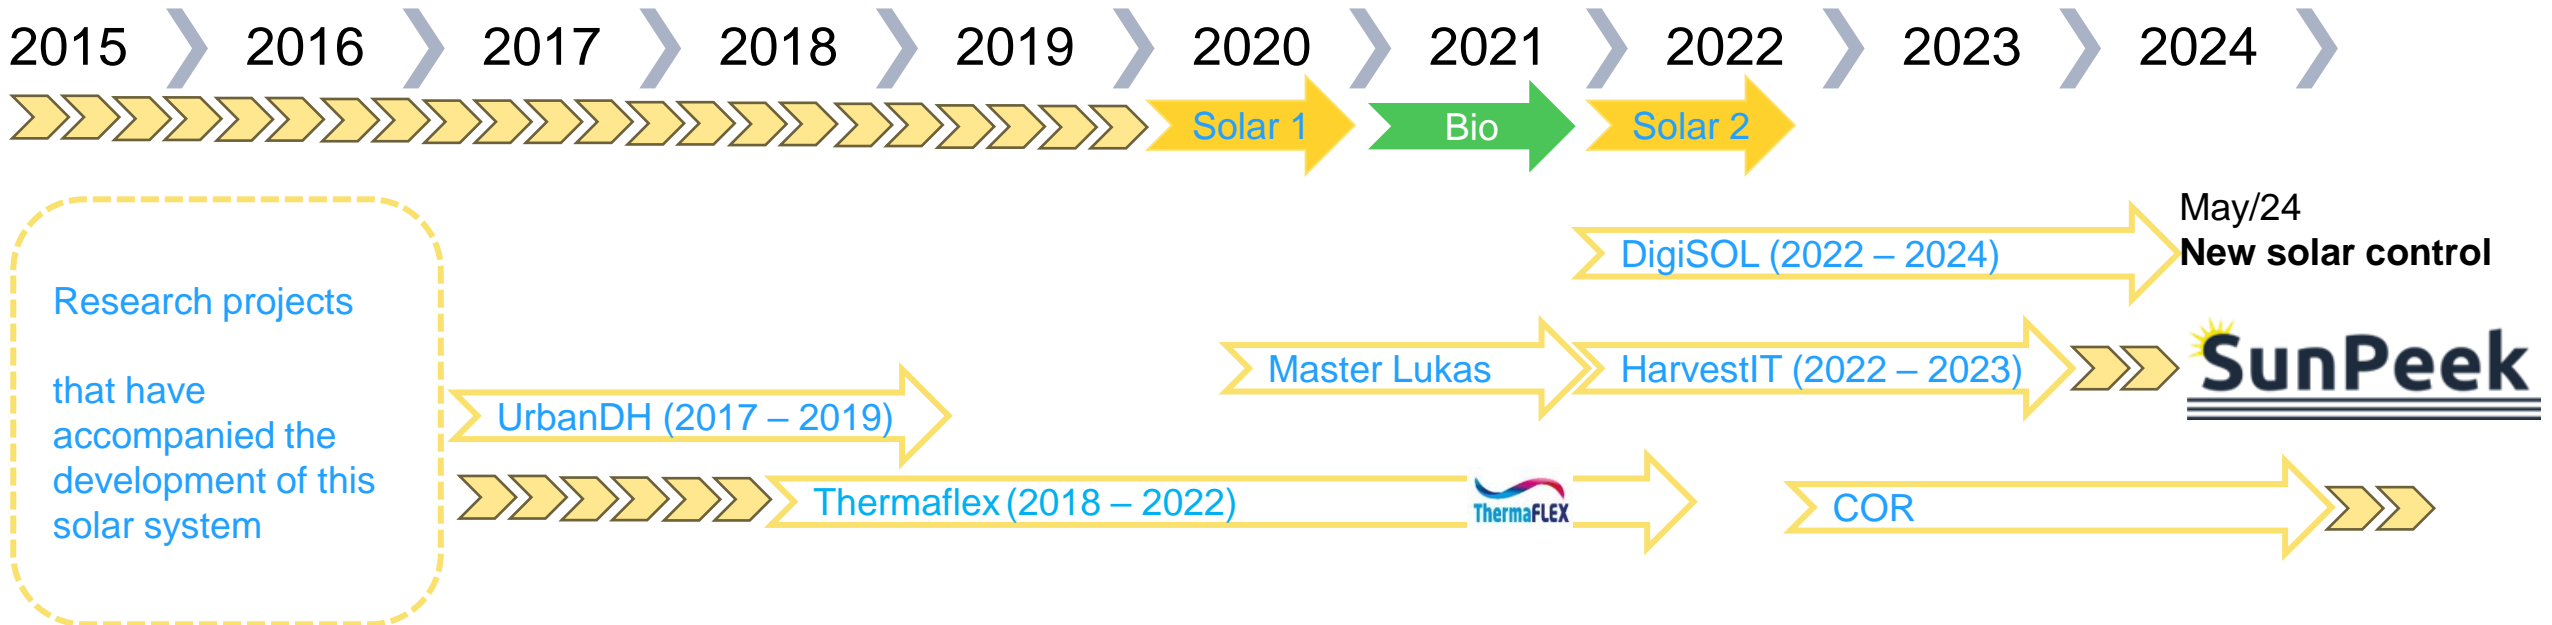 2015 2016 2017 2018 2019 2020 2021 2022 2023 2024
Solar 1 Bio Solar 2
May/24
New solar control
DigiSOL (2022 – 2024)
Research projects
that have
accompanied the
development of this
solar system
Master Lukas
HarvestIT (2022 – 2023)
SunPeek
UrbanDH (2017 – 2019)
Thermaflex (2018 – 2022)
ThermaFLEX
COR